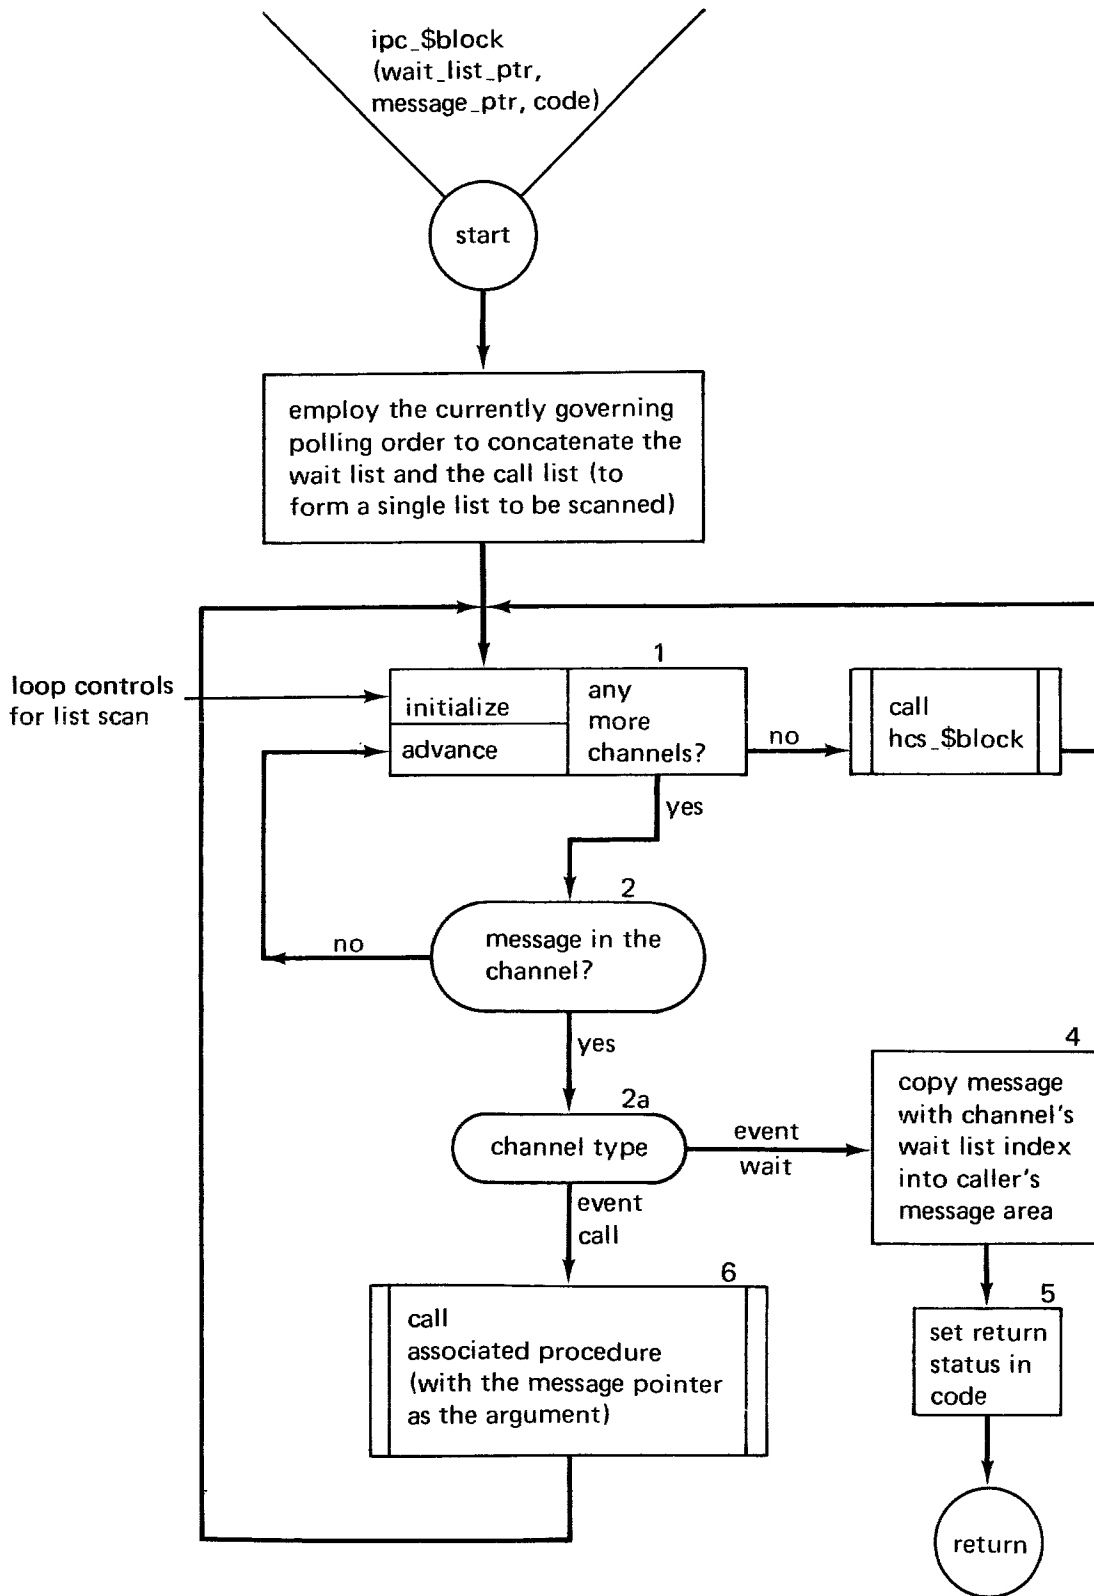 ipc_$block
(wait_list_ptr,
message_ptr, code)
start
employ the currently governing
polling order to concatenate the
wait list and the call list (to
form a single list to be scanned)
loop controls
for list scan
1
initialize
advance
any
more
channels?
no
call
hcs_$block
yes
2
message in the
channel?
no
yes
2a
channel type
event
wait
event
call
4
copy message
with channel's
wait list index
into caller's
message area
5
set return
status in
code
return
6
call
associated procedure
(with the message pointer
as the argument)